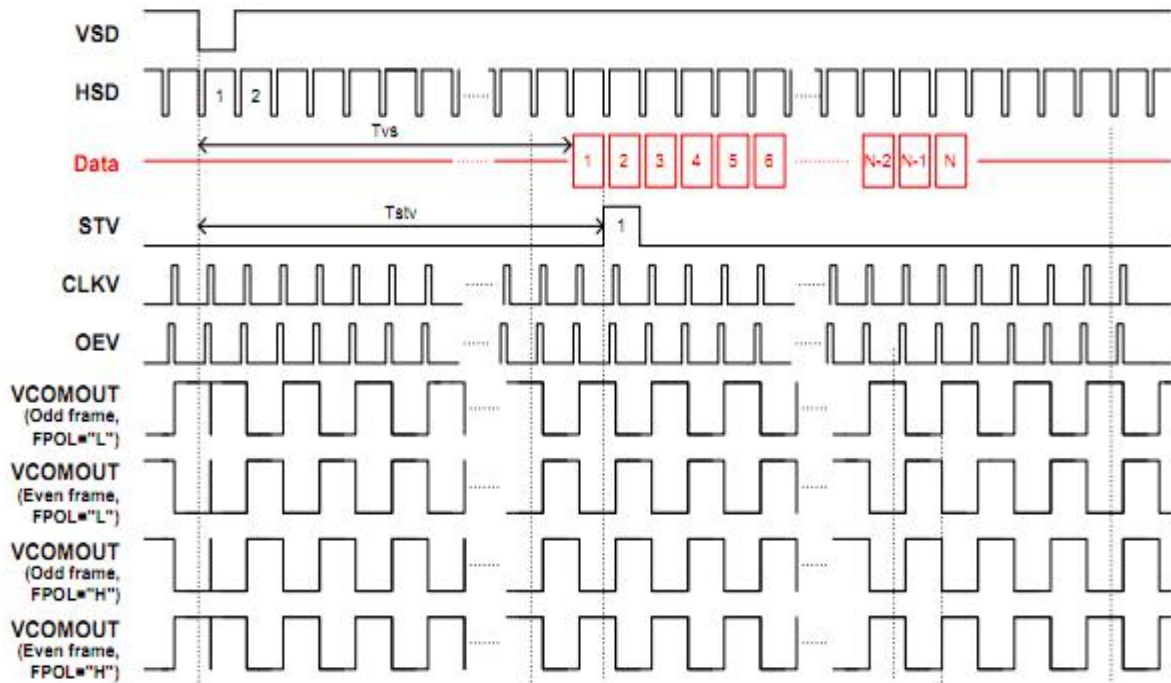 VSD
HSD
1 2
Tvs
Data
1 2 3 4 5 6 N-2 N-1 N
Tstv
STV
1
CLKV
OEV
VCOMOUT
(Odd frame,
FPOL="L")
VCOMOUT
(Even frame,
FPOL="L")
VCOMOUT
(Odd frame,
FPOL="H")
VCOMOUT
(Even frame,
FPOL="H")